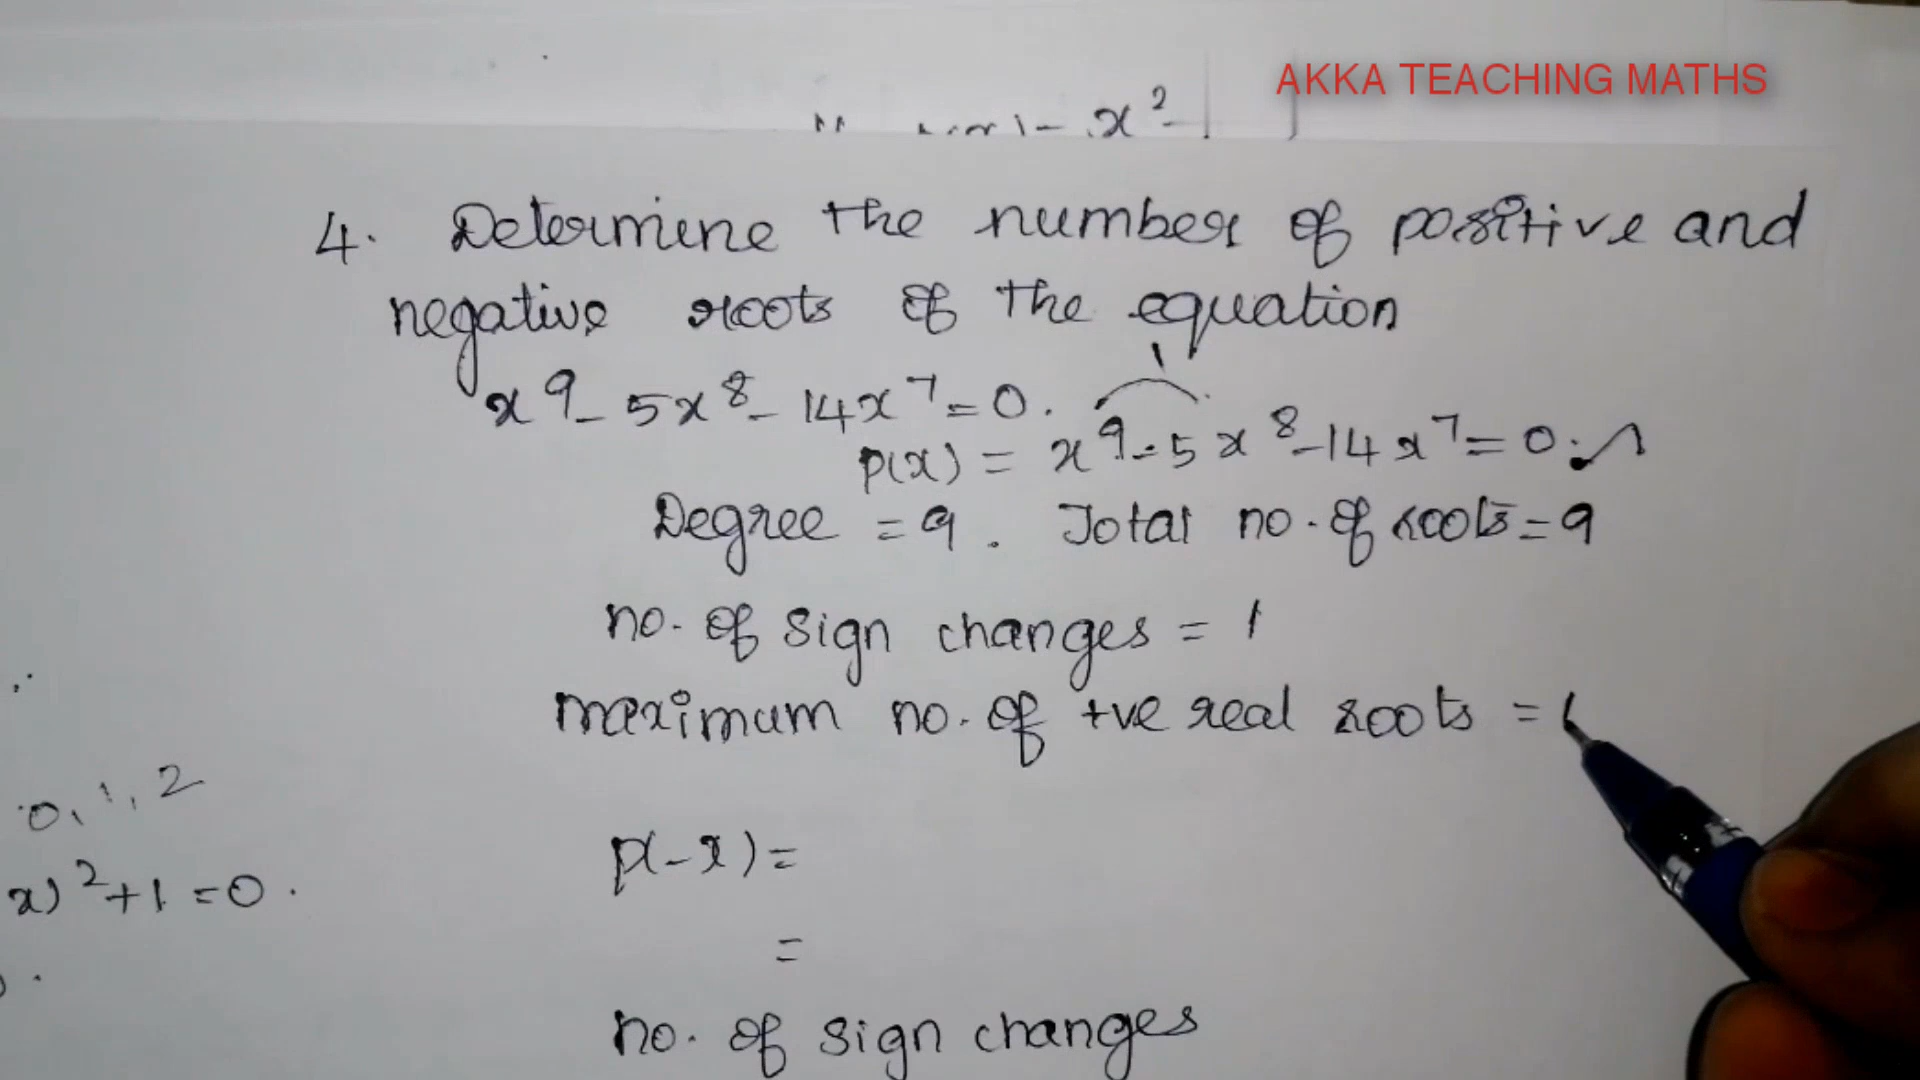 AKKA TEACHING MATHS
x²
4. Determine the number of positive and
negative roots of the equation
1
x⁹ - 5x⁸ - 14x⁷ = 0.
p(x) = x⁹ - 5x⁸ - 14x⁷ = 0.
Degree = 9. Total no. of roots = 9
no. of sign changes = 1
maximum no. of +ve real roots =
0, 1, 2
p(-x) =
x)² + 1 = 0.
=
no. of sign changes